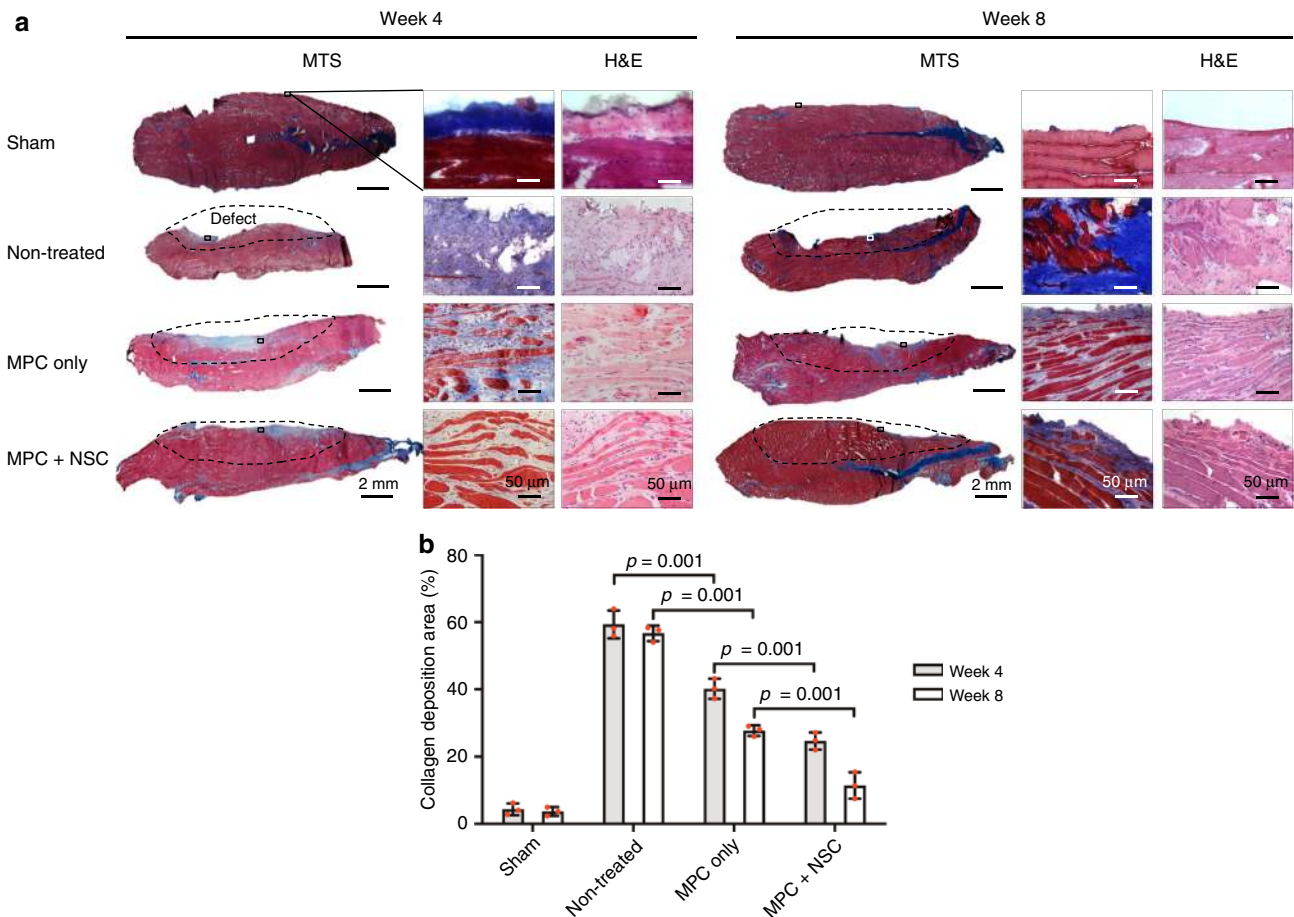 a
Week 4
Week 8
MTS
H&E
MTS
H&E
Sham
Defect
Non-treated
MPC only
MPC + NSC
2 mm
50 μm
50 μm
2 mm
50 μm
50 μm
b
Collagen deposition area (%)
80
60
40
20
0
p = 0.001
p = 0.001
p = 0.001
p = 0.001
Week 4
Week 8
Sham
Non-treated
MPC only
MPC + NSC